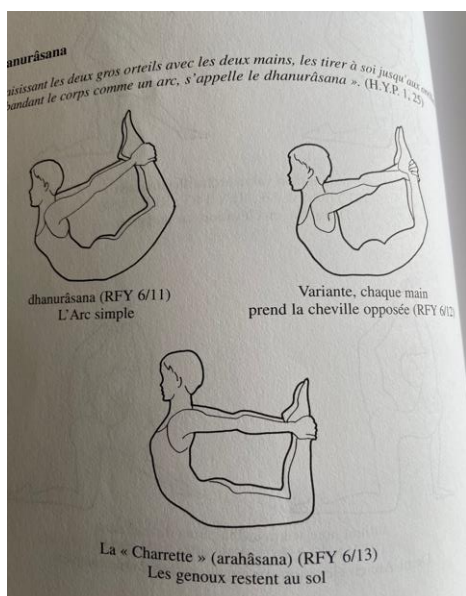 anurâsana
aisissant les deux gros orteils avec les deux mains, les tirer à soi jusqu'aux
bandant le corps comme un arc, s'appelle le dhanurâsana ». (H.Y.P. 1, 25)
dhanurâsana (RFY 6/11)
L'Arc simple
Variante, chaque main
prend la cheville opposée (RFY 6/12)
La « Charrette » (arahâsana) (RFY 6/13)
Les genoux restent au sol